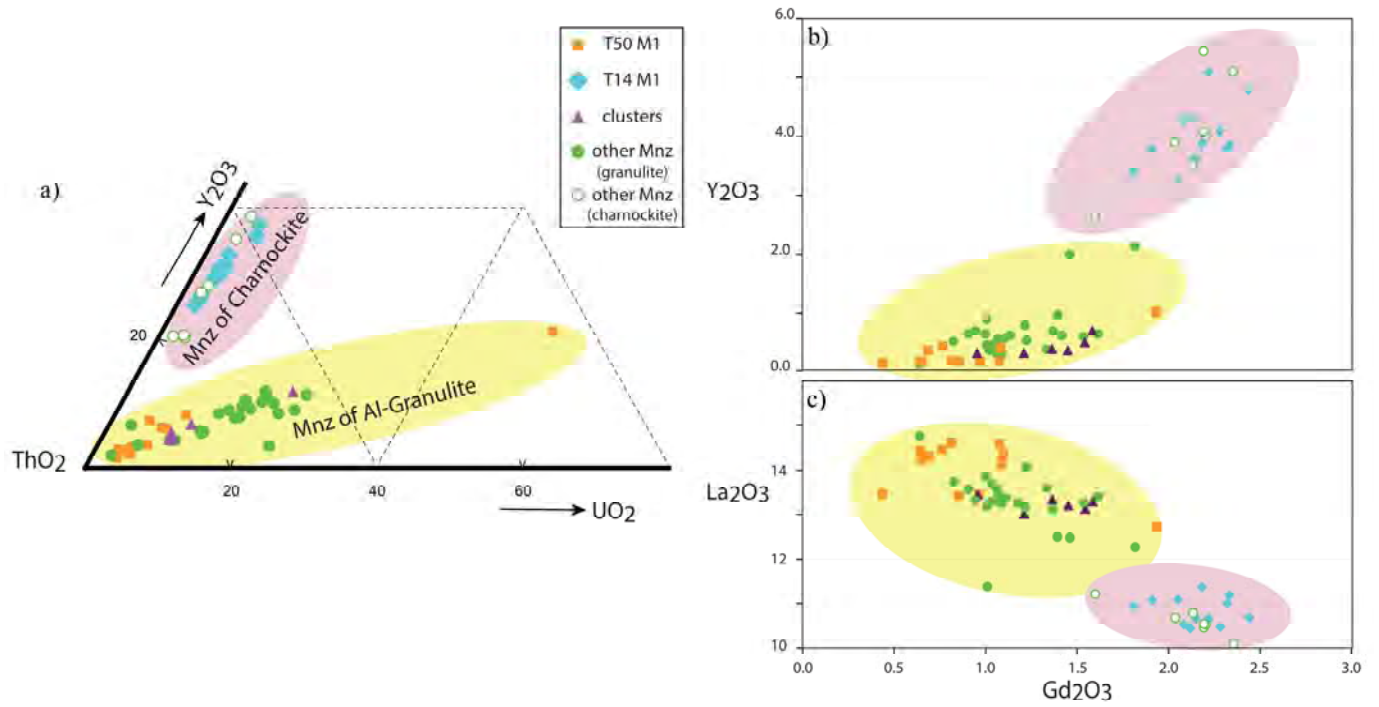 a)
Y2O3
20
ThO2
Mnz of Charnockite
Mnz of Al-Granulite
20
40
60
UO2
T50 M1
T14 M1
clusters
other Mnz
(granulite)
other Mnz
(charnockite)
b)
6.0
4.0
2.0
0.0
Y2O3
c)
14
12
10
La2O3
0.0 0.5 1.0 1.5 2.0 2.5 3.0
Gd2O3